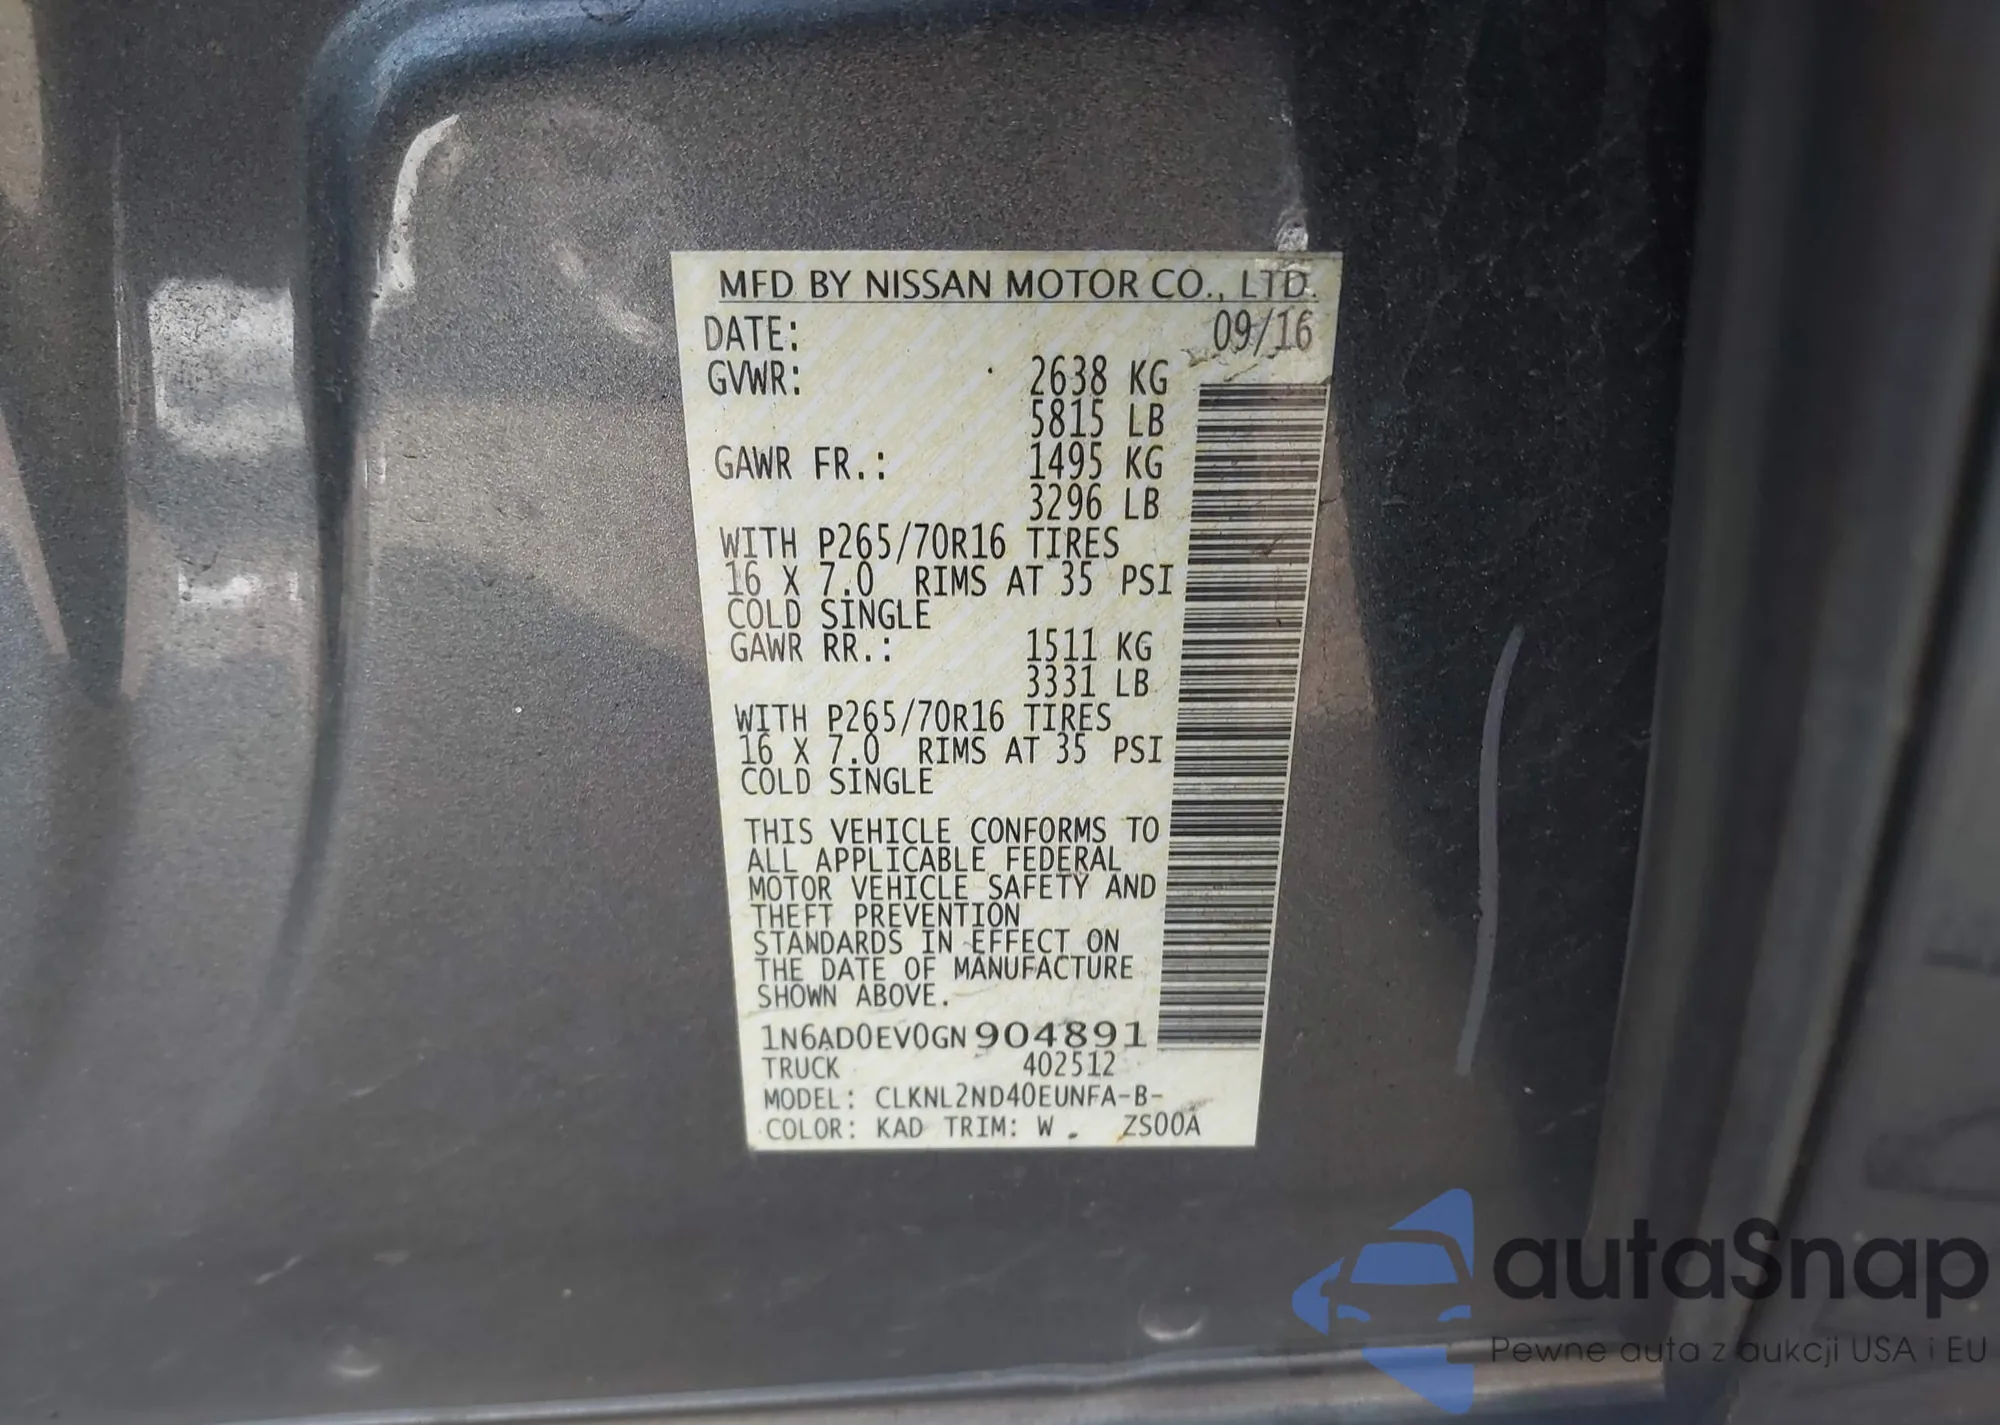 MFD BY NISSAN MOTOR CO., LTD.
DATE: 09/16
GVWR: 2638 KG
5815 LB
GAWR FR.: 1495 KG
3296 LB
WITH P265/70R16 TIRES
16 X 7.0 RIMS AT 35 PSI
COLD SINGLE
GAWR RR.: 1511 KG
3331 LB
WITH P265/70R16 TIRES
16 X 7.0 RIMS AT 35 PSI
COLD SINGLE
THIS VEHICLE CONFORMS TO
ALL APPLICABLE FEDERAL
MOTOR VEHICLE SAFETY AND
THEFT PREVENTION
STANDARDS IN EFFECT ON
THE DATE OF MANUFACTURE
SHOWN ABOVE.
1N6AD0EV0GN904891
TRUCK 402512
MODEL: CLKNL2ND40EUNFA-B-
COLOR: KAD TRIM: W ZS00A
autaSnap
Pewne auta z aukcji USA i EU